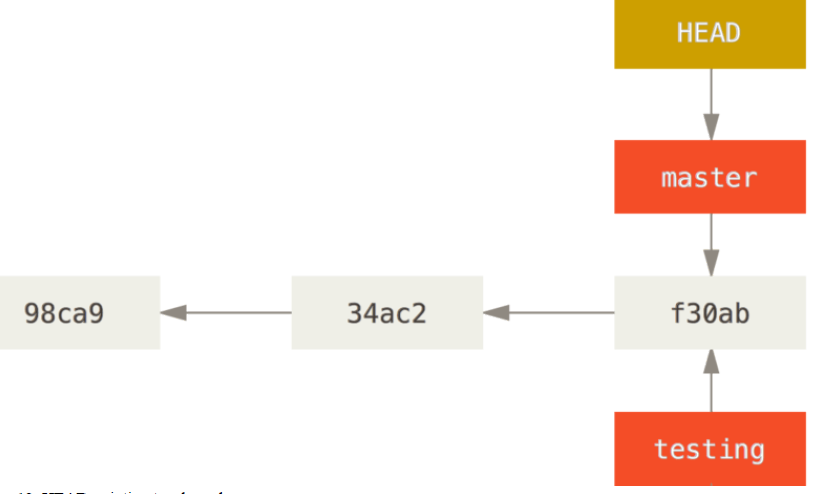 HEAD
master
98ca9
34ac2
f30ab
testing